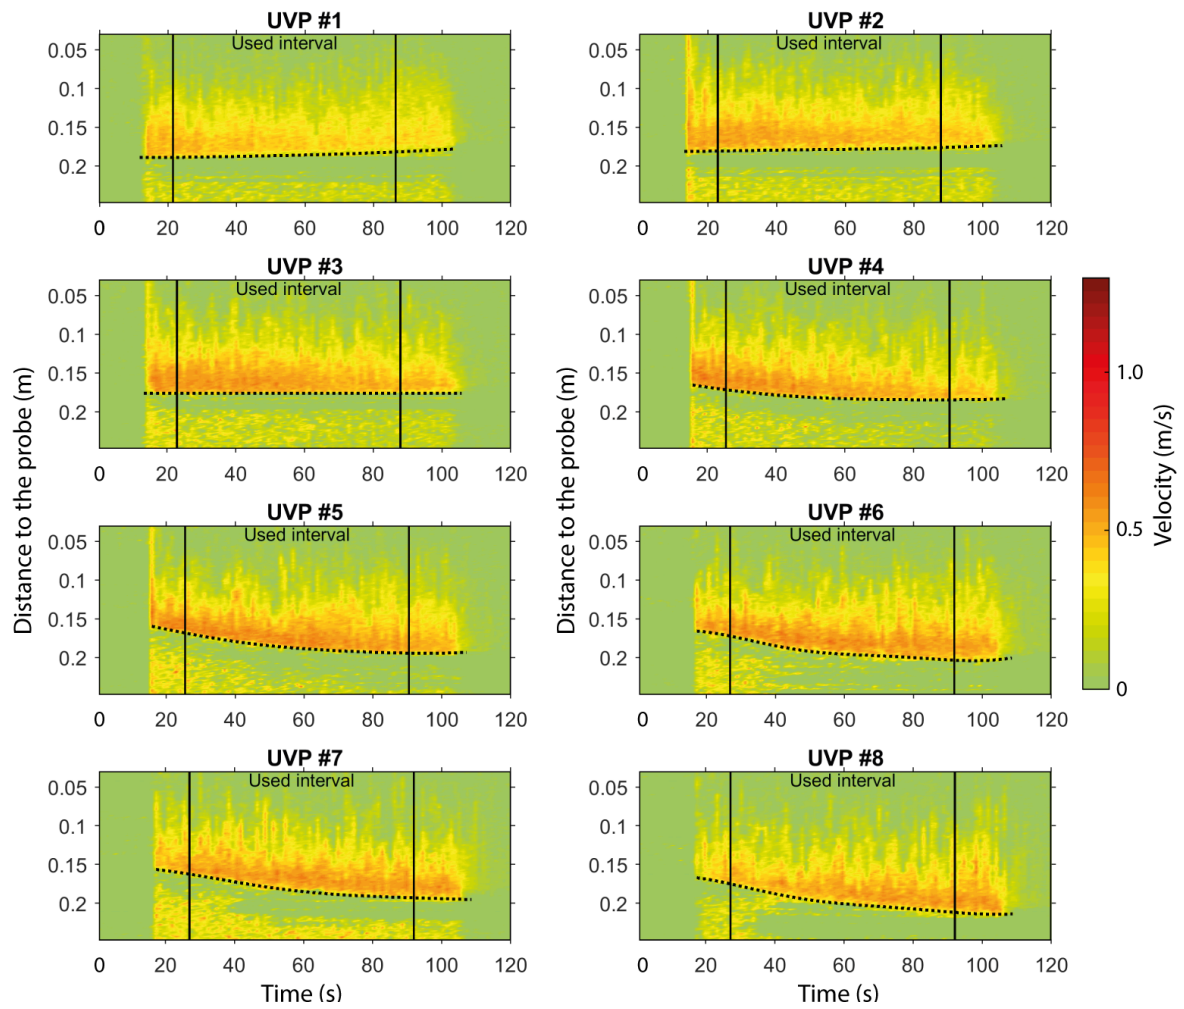 UVP #1
UVP #2
Used interval
Used interval
0.05
0.1
0.15
0.2
0.05
0.1
0.15
0.2
0 20 40 60 80 100 120
0 20 40 60 80 100 120
UVP #3
UVP #4
Used interval
Used interval
0.05
0.1
0.15
0.2
0.05
0.1
0.15
0.2
0 20 40 60 80 100 120
0 20 40 60 80 100 120
Distance to the probe (m)
Distance to the probe (m)
1.0
0.5
0
Velocity (m/s)
UVP #5
UVP #6
Used interval
Used interval
0.05
0.1
0.15
0.2
0.05
0.1
0.15
0.2
0 20 40 60 80 100 120
0 20 40 60 80 100 120
UVP #7
UVP #8
Used interval
Used interval
0.05
0.1
0.15
0.2
0.05
0.1
0.15
0.2
0 20 40 60 80 100 120
0 20 40 60 80 100 120
Time (s)
Time (s)